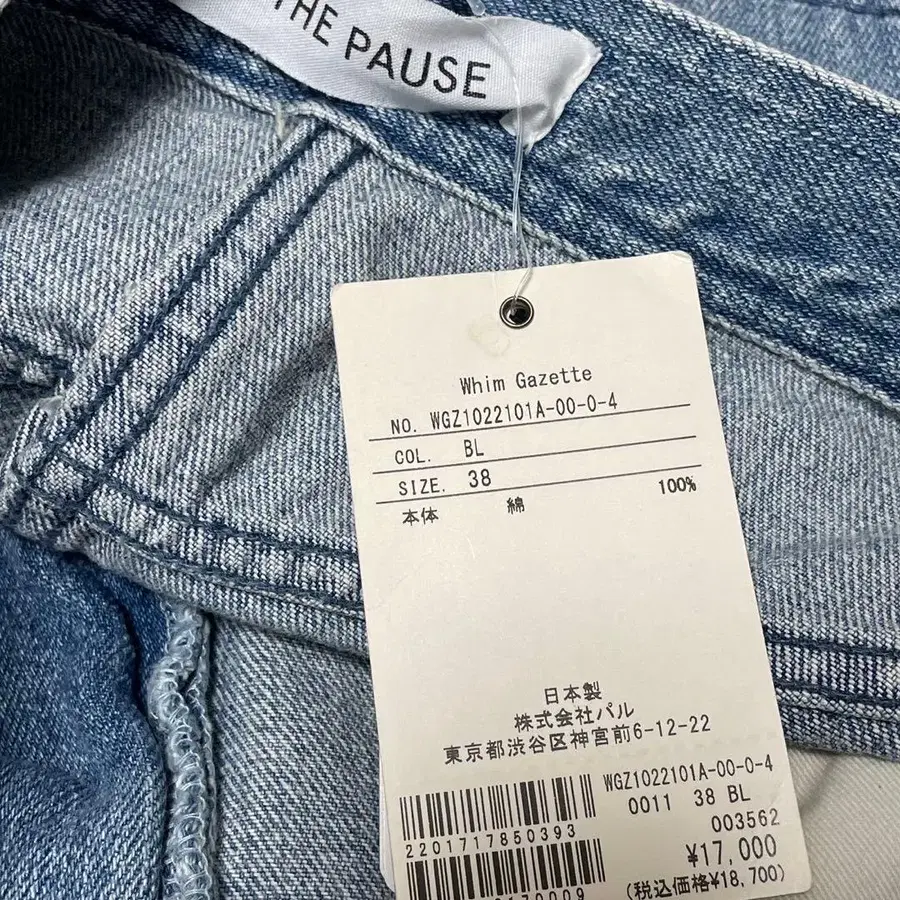 THE PAUSE
Whim Gazette
NO. WGZ1022101A-00-0-4
COL. BL
SIZE. 38
本体 綿 100%
日本製
株式会社パル
東京都渋谷区神宮前6-12-22
WGZ1022101A-00-0-4
0011 38 BL
2201717850393
003562
¥17,000
(税込価格¥18,700)